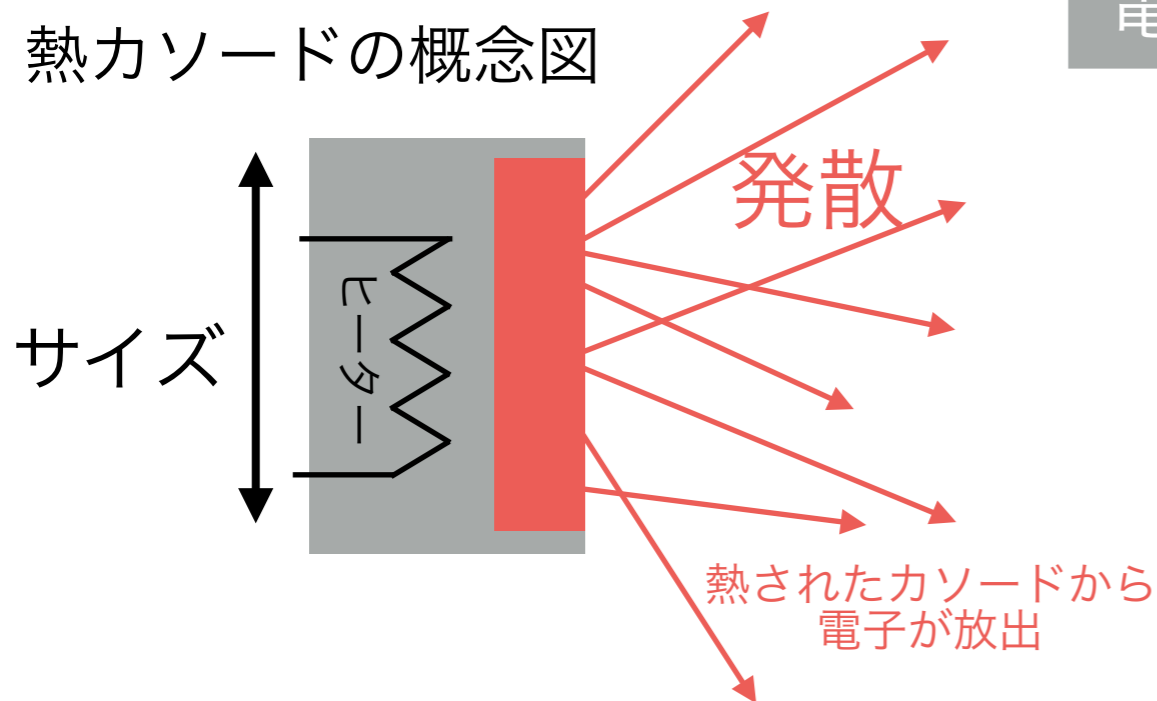 熱カソードの概念図
発散
サイズ
ヒーター
熱されたカソードから
電子が放出